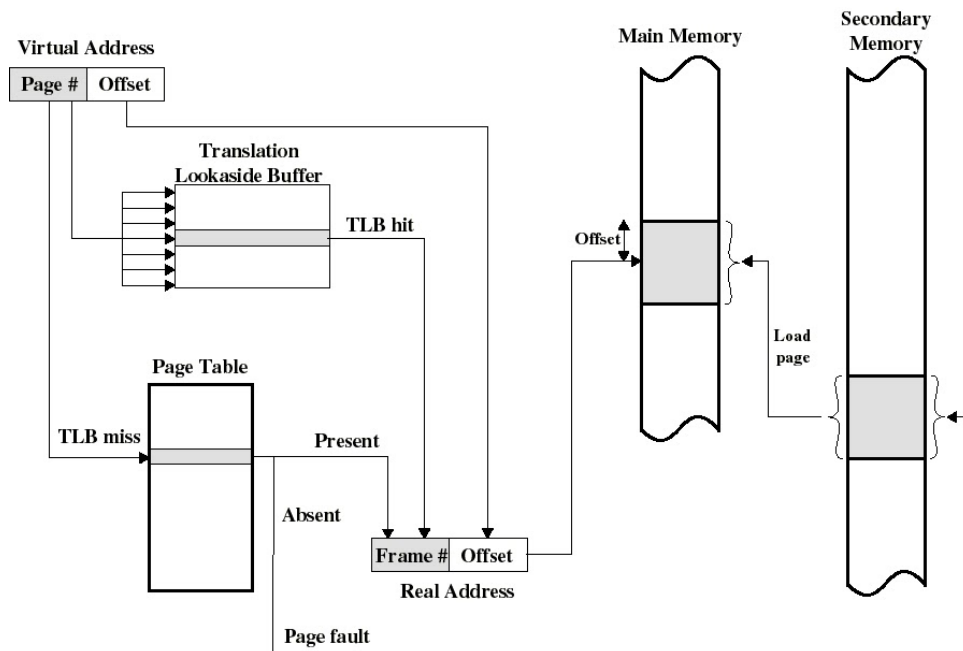 Virtual Address
Page #
Offset
Translation
Lookaside Buffer
TLB hit
Page Table
TLB miss
Present
Absent
Page fault
Frame #
Offset
Real Address
Main Memory
Offset
Secondary
Memory
Load
page